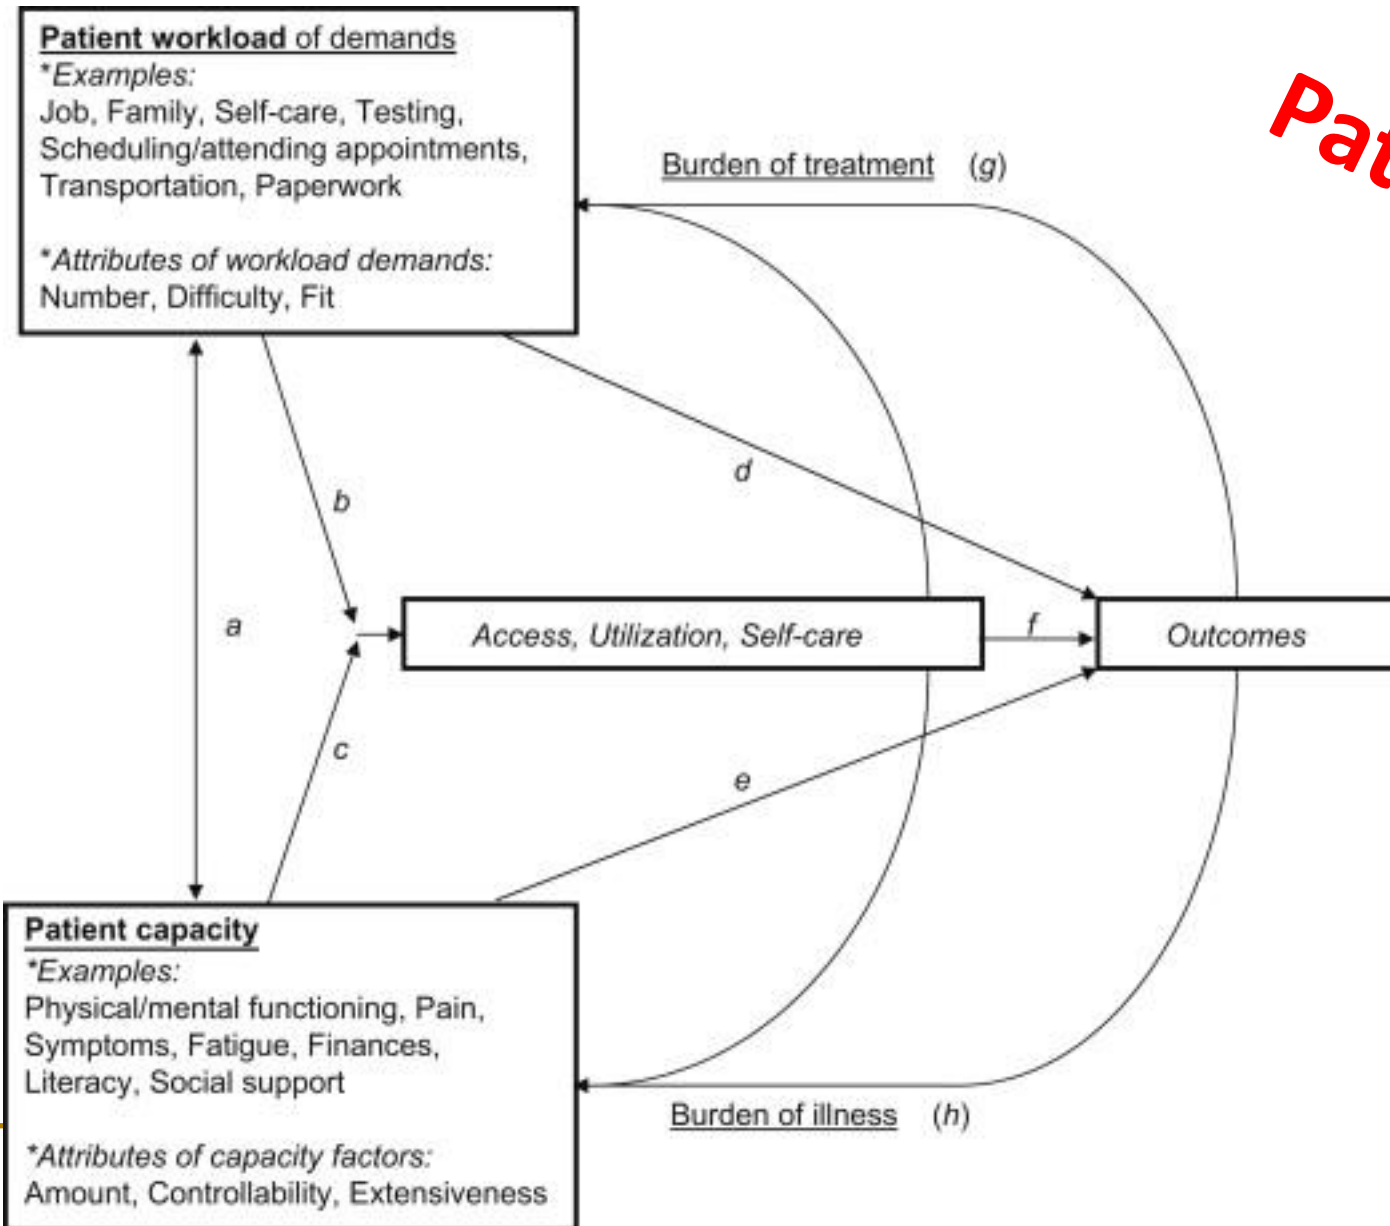 Patient workload of demands
*Examples:
Job, Family, Self-care, Testing,
Scheduling/attending appointments,
Transportation, Paperwork
*Attributes of workload demands:
Number, Difficulty, Fit
Pat
Burden of treatment (g)
d
b
a
Access, Utilization, Self-care
f
Outcomes
c
e
Patient capacity
*Examples:
Physical/mental functioning, Pain,
Symptoms, Fatigue, Finances,
Literacy, Social support
*Attributes of capacity factors:
Amount, Controllability, Extensiveness
Burden of illness (h)